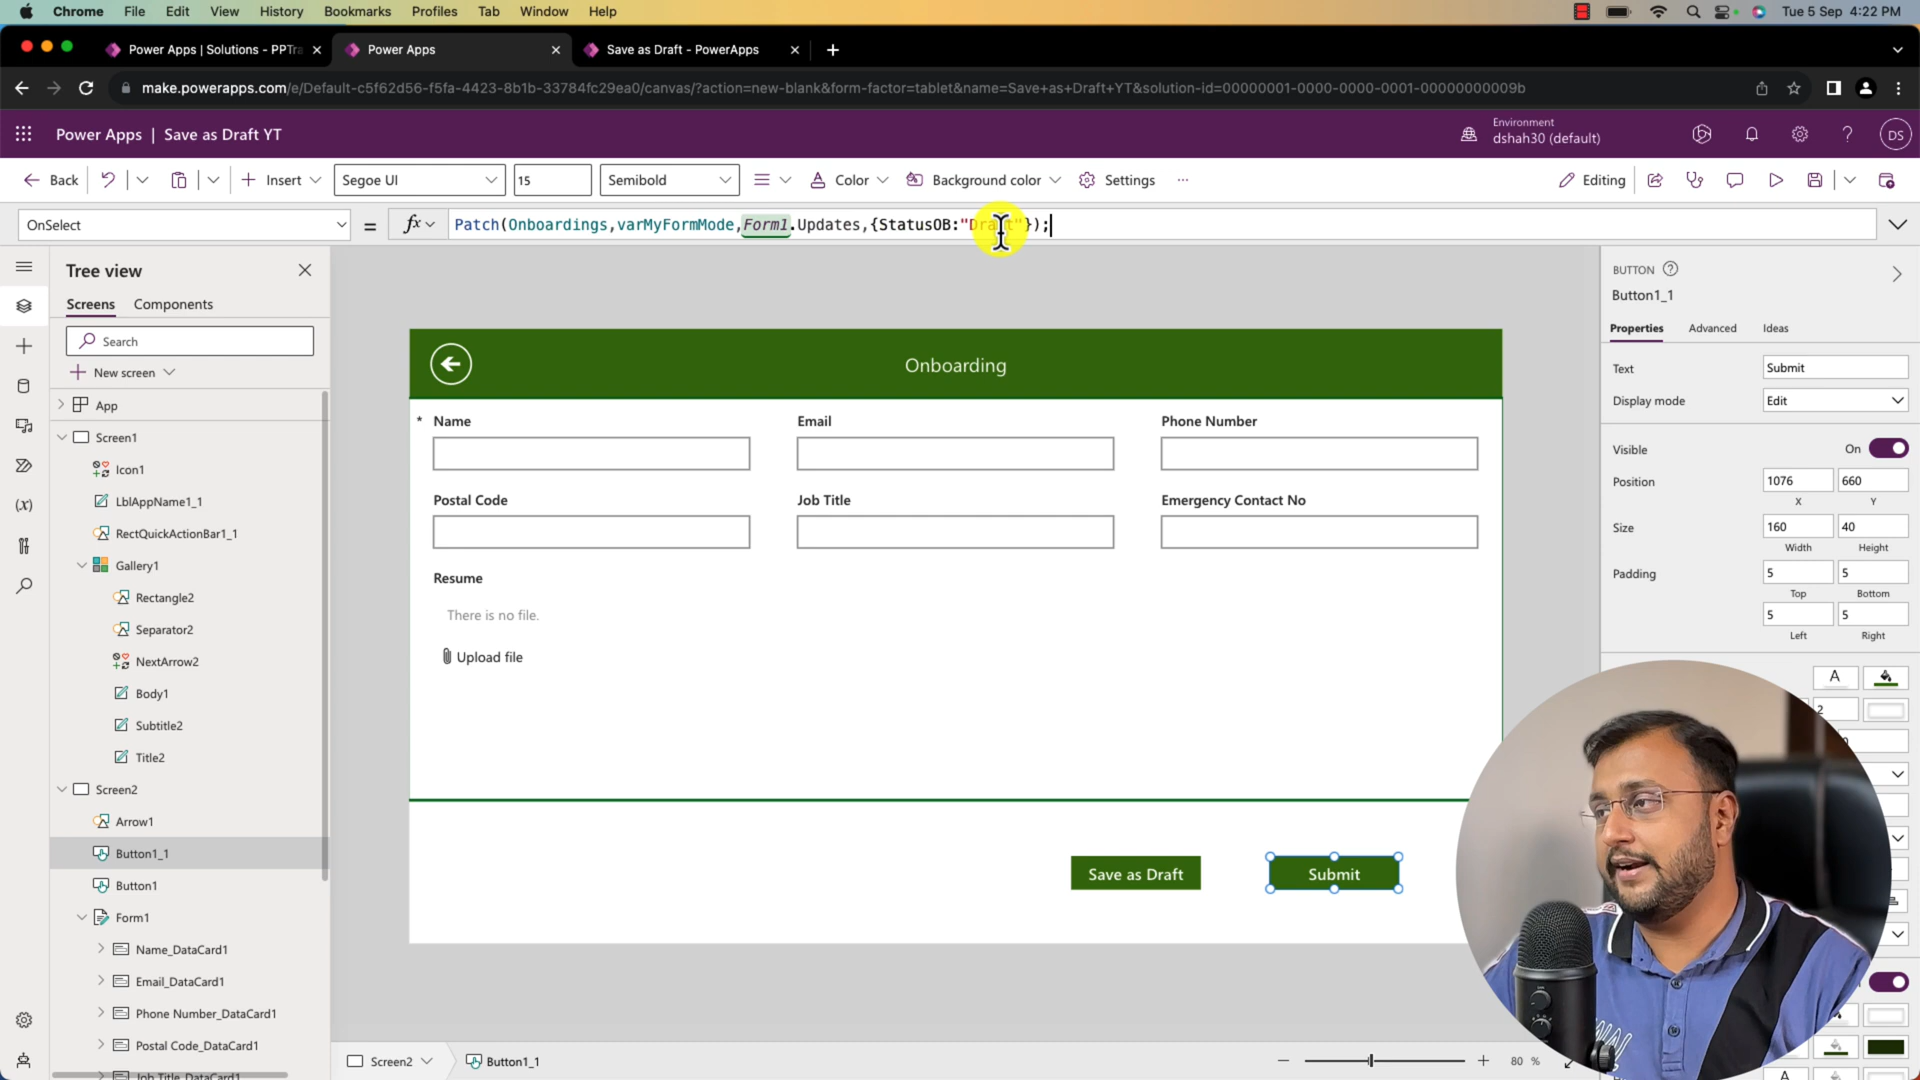 Chrome File Edit View History Bookmarks Profiles Tab Window Help Tue 5 Sep 4:22 PM
Power Apps | Solutions - PPTra Power Apps Save as Draft - PowerApps
make.powerapps.com/e/Default-c5f62d56-f5fa-4423-8b1b-33784fc29ea0/canvas/?action=new-blank&form-factor=tablet&name=Save+as+Draft+YT&solution-id=00000001-0000-0000-0001-00000000009b
Power Apps | Save as Draft YT
Environment
dshah30 (default)
DS
Back Insert Segoe UI 15 Semibold Color Background color Settings ... Editing
OnSelect = fx Patch(Onboardings,varMyFormMode,Form1.Updates,{StatusOB:"Draft"});
Tree view
Screens Components
Search
New screen
App
Screen1
Icon1
LblAppName1_1
RectQuickActionBar1_1
Gallery1
Rectangle2
Separator2
NextArrow2
Body1
Subtitle2
Title2
Screen2
Arrow1
Button1_1
Button1
Form1
Name_DataCard1
Email_DataCard1
Phone Number_DataCard1
Postal Code_DataCard1
Job Title_DataCard1
Onboarding
* Name Email Phone Number
Postal Code Job Title Emergency Contact No
Resume
There is no file.
Upload file
Save as Draft Submit
Screen2 Button1_1 80 %
BUTTON
Button1_1
Properties Advanced Ideas
Text Submit
Display mode Edit
Visible On
Position 1076 660
X Y
Size 160 40
Width Height
Padding 5 5
Top Bottom
5 5
Left Right
A
2
A